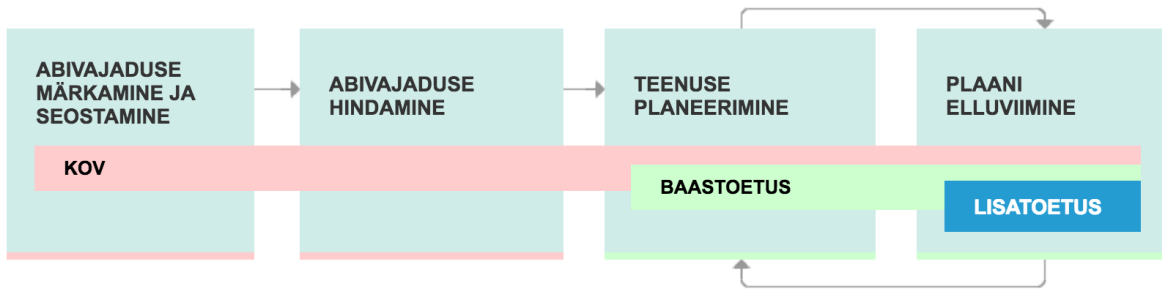 ABIVAJADUSE
MÄRKAMINE JA
SEOSTAMINE
ABIVAJADUSE
HINDAMINE
TEENUSE
PLANEERIMINE
PLAANI
ELLUVIIMINE
KOV
BAASTOETUS
LISATOETUS